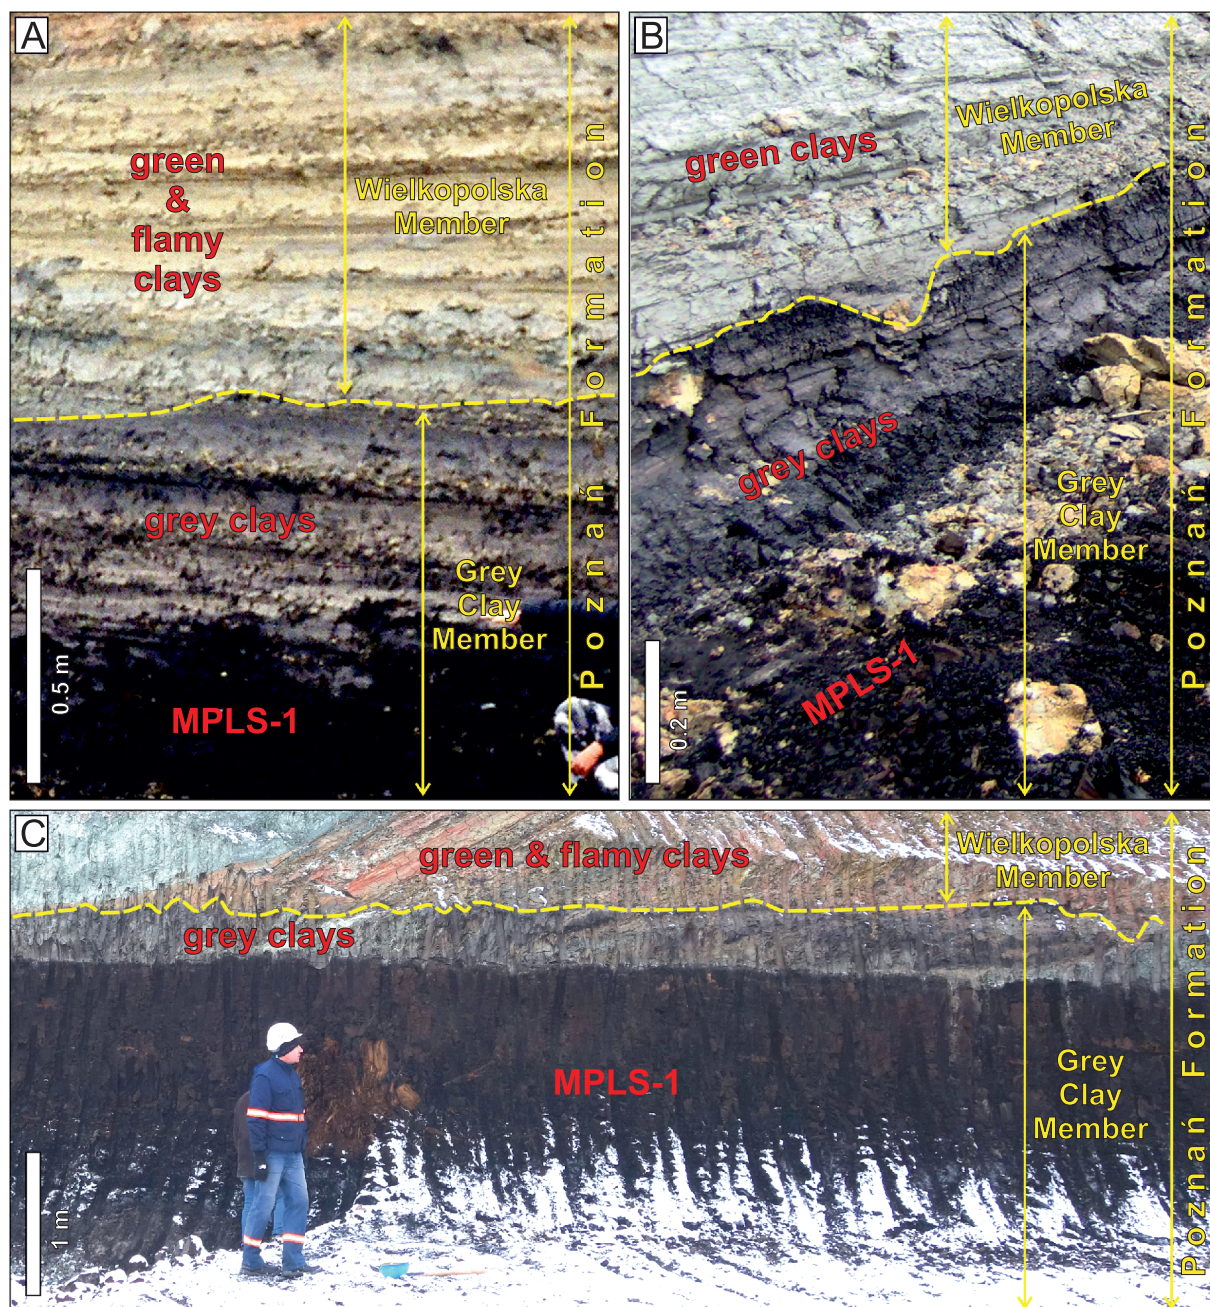 A
green
&
flamy
clays
Wielkopolska
Member
grey clays
Grey
Clay
Member
MPLS-1
0.5 m
Poznań Formation
B
green clays
Wielkopolska
Member
grey clays
Grey
Clay
Member
MPLS-1
0.2 m
Poznań Formation
C
green & flamy clays
Wielkopolska
Member
grey clays
MPLS-1
Grey
Clay
Member
1 m
Poznań Formation